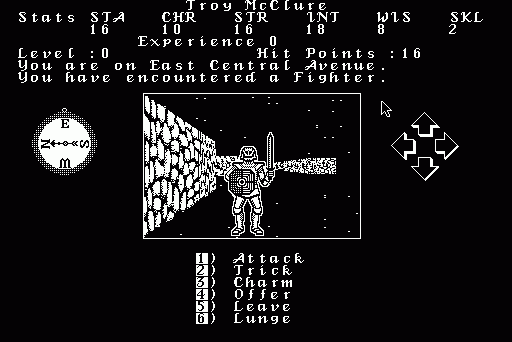 Troy McClure
Stats STA CHR STR INT WIS SKL
16 10 16 18 8 2
Experience 0
Level :0 Hit Points :16
You are on East Central Avenue.
You have encountered a Fighter.
E
N S
W
1) Attack
2) Trick
3) Charm
4) Offer
5) Leave
6) Lunge